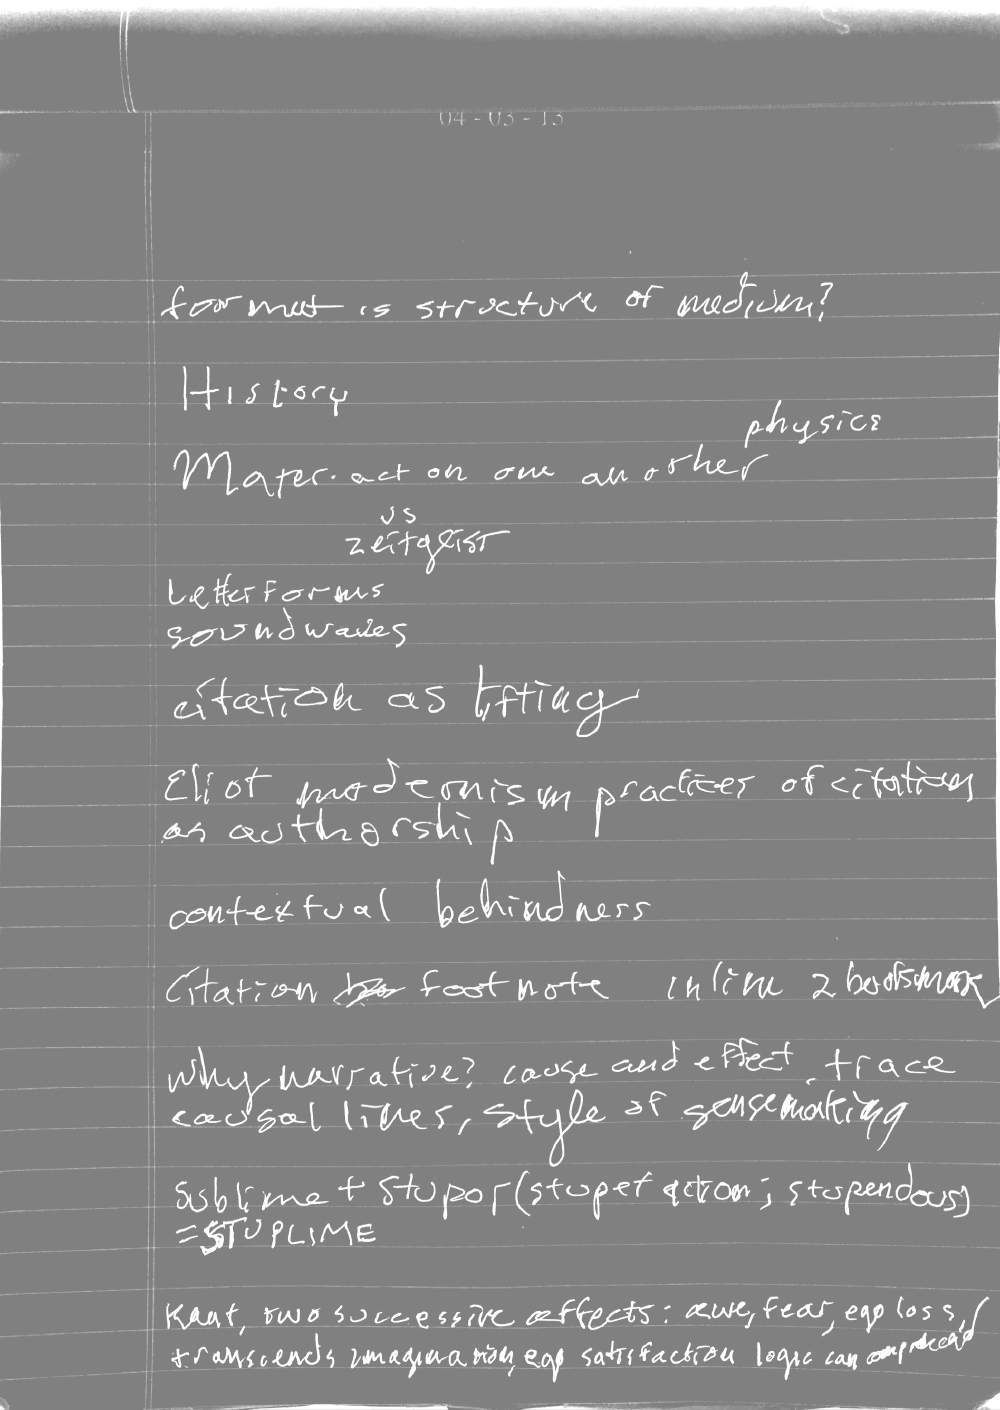 04-03-13
format is structure of medium?
History
physics
Mater. act on one another
vs
zeitgeist
Letterforms
soundwaves
citation as lifting
Eliot modernism practices of citation
as authorship
contextual behindness
Citation footnote inline 2 bookmark
Why narrative? cause and effect, trace
causal lines, style of sensemaking
Sublime + Stupor (stupefaction; stupendous)
=STUPLIME
Kant, two successive affects: awe, fear, ego loss,
transcends imagination, ego satisfaction logic can